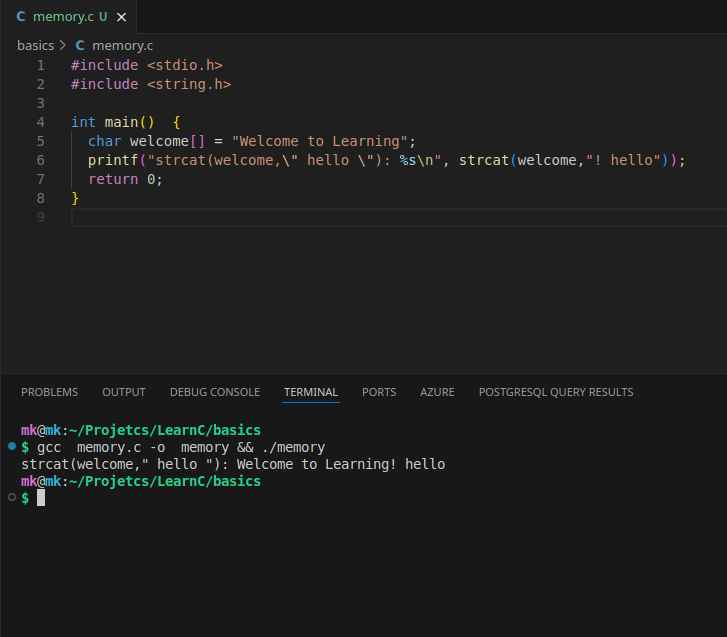 C memory.c U ×
basics > C memory.c
1 #include <stdio.h>
2 #include <string.h>
3
4 int main()  {
5   char welcome[] = "Welcome to Learning";
6   printf("strcat(welcome,\" hello \"): %s\n", strcat(welcome,"! hello"));
7   return 0;
8 }
9
PROBLEMS OUTPUT DEBUG CONSOLE TERMINAL PORTS AZURE POSTGRESQL QUERY RESULTS
mk@mk:~/Projetcs/LearnC/basics
$ gcc  memory.c -o  memory && ./memory
strcat(welcome," hello "): Welcome to Learning! hello
mk@mk:~/Projetcs/LearnC/basics
$